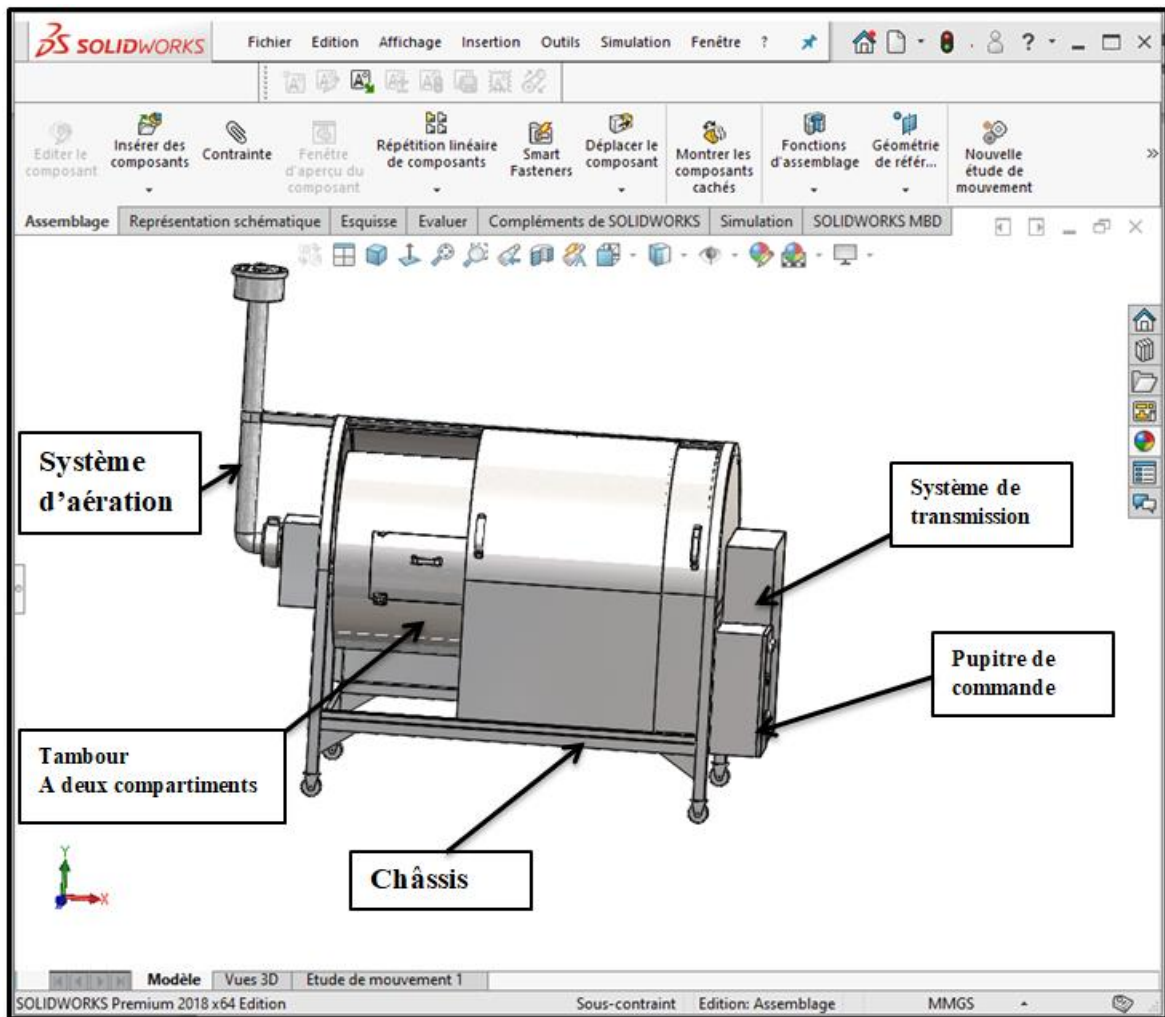 SOLIDWORKS
Fichier Edition Affichage Insertion Outils Simulation Fenêtre ?
Editer le composant
Insérer des composants
Contrainte
Fenêtre d'aperçu du composant
Répétition linéaire de composants
Smart Fasteners
Déplacer le composant
Montrer les composants cachés
Fonctions d'assemblage
Géométrie de référ...
Nouvelle étude de mouvement
Assemblage Représentation schématique Esquisse Evaluer Compléments de SOLIDWORKS Simulation SOLIDWORKS MBD
Système
d'aération
Système de
transmission
Pupitre de
commande
Tambour
A deux compartiments
Châssis
Y
X
Modèle Vues 3D Etude de mouvement 1
SOLIDWORKS Premium 2018 x64 Edition Sous-contraint Edition: Assemblage MMGS